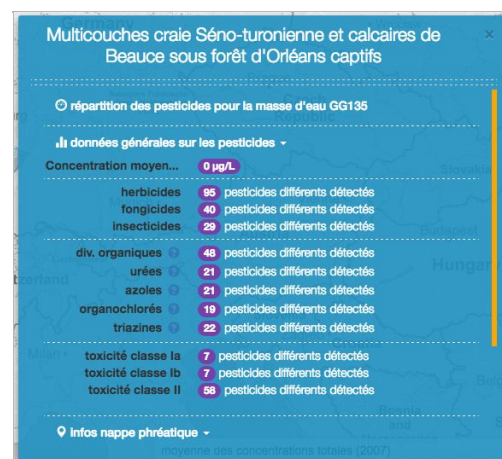 Germany
Multicouches craie Séno-turonienne et calcaires de
Beauce sous forêt d'Orléans captifs
×
répartition des pesticides pour la masse d'eau GG135
Republic
données générales sur les pesticides
Concentration moyen... 0 µg/L
Slovakia
herbicides 95 pesticides différents détectés
fongicides 40 pesticides différents détectés
insecticides 29 pesticides différents détectés
Budapest
div. organiques ? 48 pesticides différents détectés
Hungar
urées ? 21 pesticides différents détectés
azoles ? 21 pesticides différents détectés
organochlorés ? 19 pesticides différents détectés
triazines ? 22 pesticides différents détectés
Croatia
Milan
toxicité classe Ia 7 pesticides différents détectés
toxicité classe Ib 7 pesticides différents détectés
toxicité classe II 58 pesticides différents détectés
Bosnia
and
infos nappe phréatique
moyenne des concentrations totales (2007)